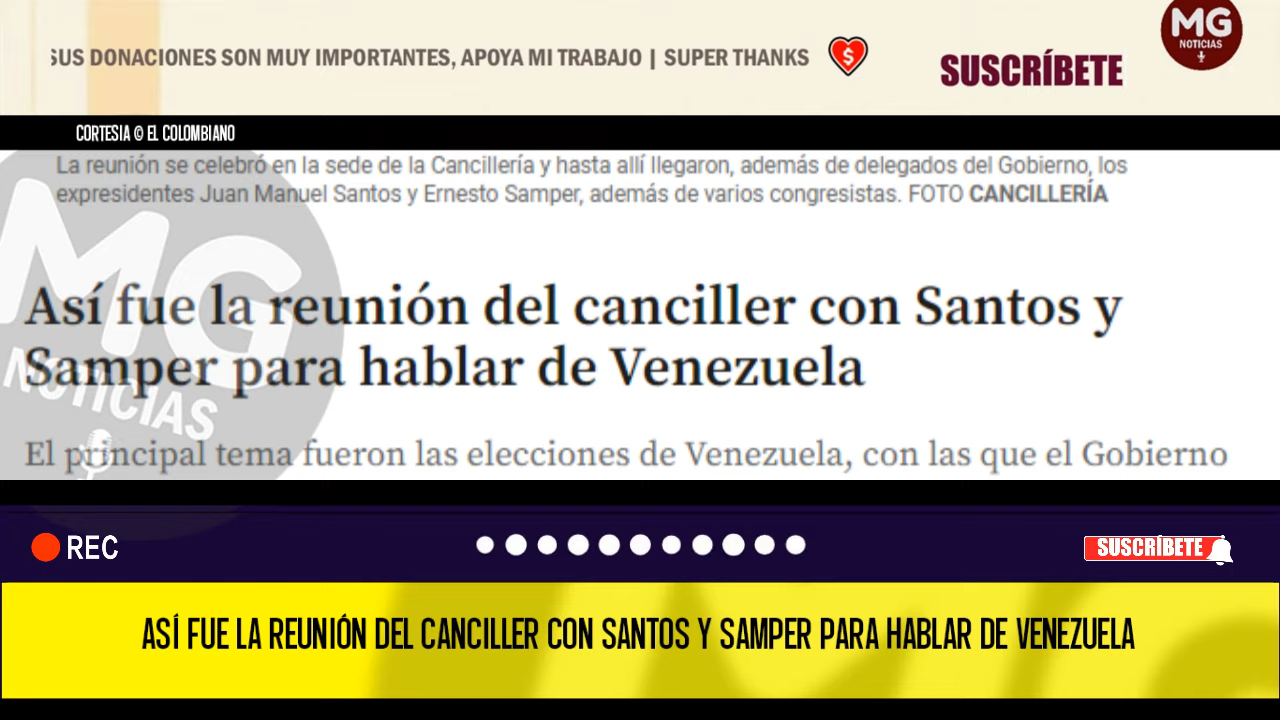 SUS DONACIONES SON MUY IMPORTANTES, APOYA MI TRABAJO | SUPER THANKS
$
SUSCRÍBETE
MG
NOTICIAS
CORTESIA © EL COLOMBIANO
La reunión se celebró en la sede de la Cancillería y hasta allí llegaron, además de delegados del Gobierno, los
expresidentes Juan Manuel Santos y Ernesto Samper, además de varios congresistas. FOTO CANCILLERÍA
MG
NOTICIAS
Así fue la reunión del canciller con Santos y
Samper para hablar de Venezuela
El principal tema fueron las elecciones de Venezuela, con las que el Gobierno
REC
SUSCRÍBETE
ASÍ FUE LA REUNIÓN DEL CANCILLER CON SANTOS Y SAMPER PARA HABLAR DE VENEZUELA